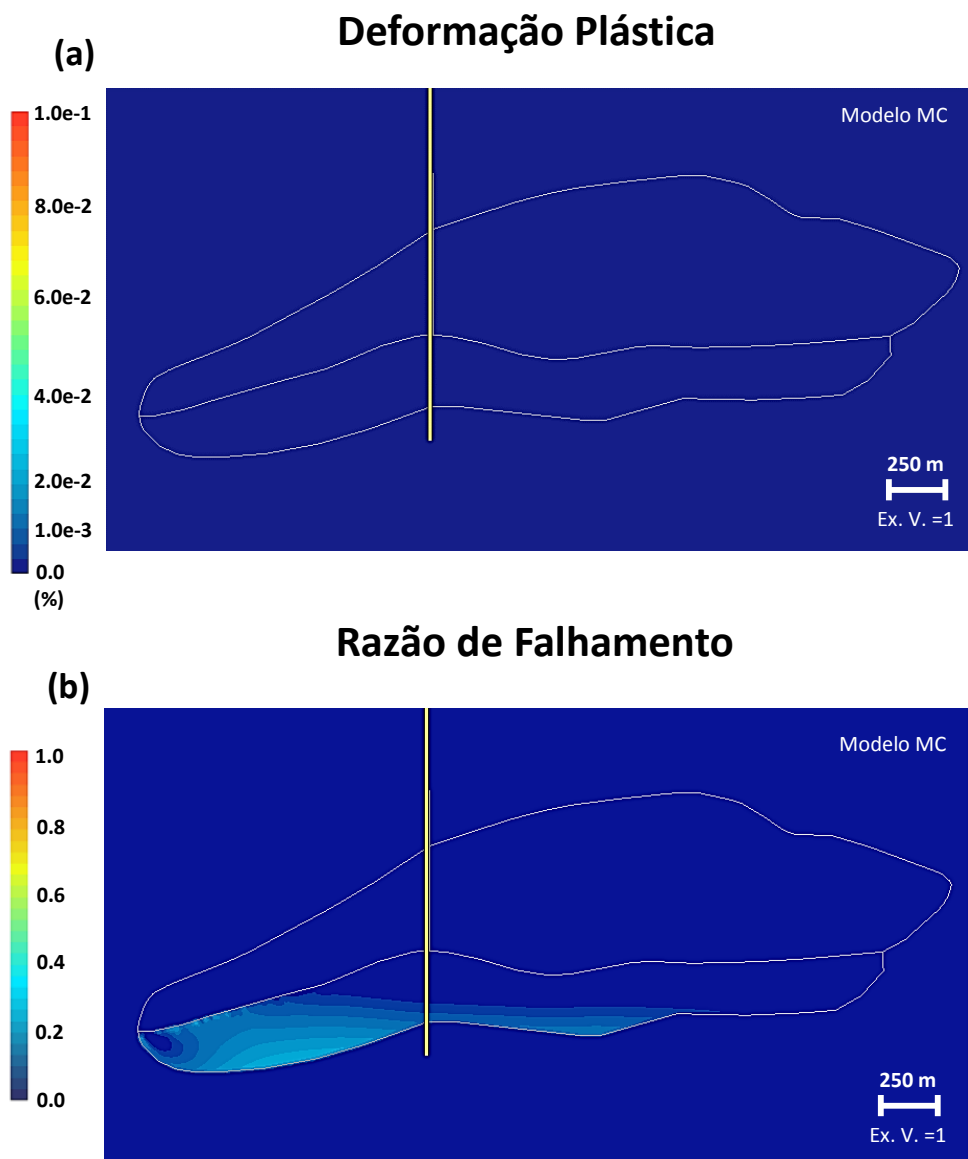 Deformação Plástica
(a)
1.0e-1
8.0e-2
6.0e-2
4.0e-2
2.0e-2
1.0e-3
0.0
(%)
Modelo MC
250 m
Ex. V. =1
Razão de Falhamento
(b)
1.0
0.8
0.6
0.4
0.2
0.0
Modelo MC
250 m
Ex. V. =1